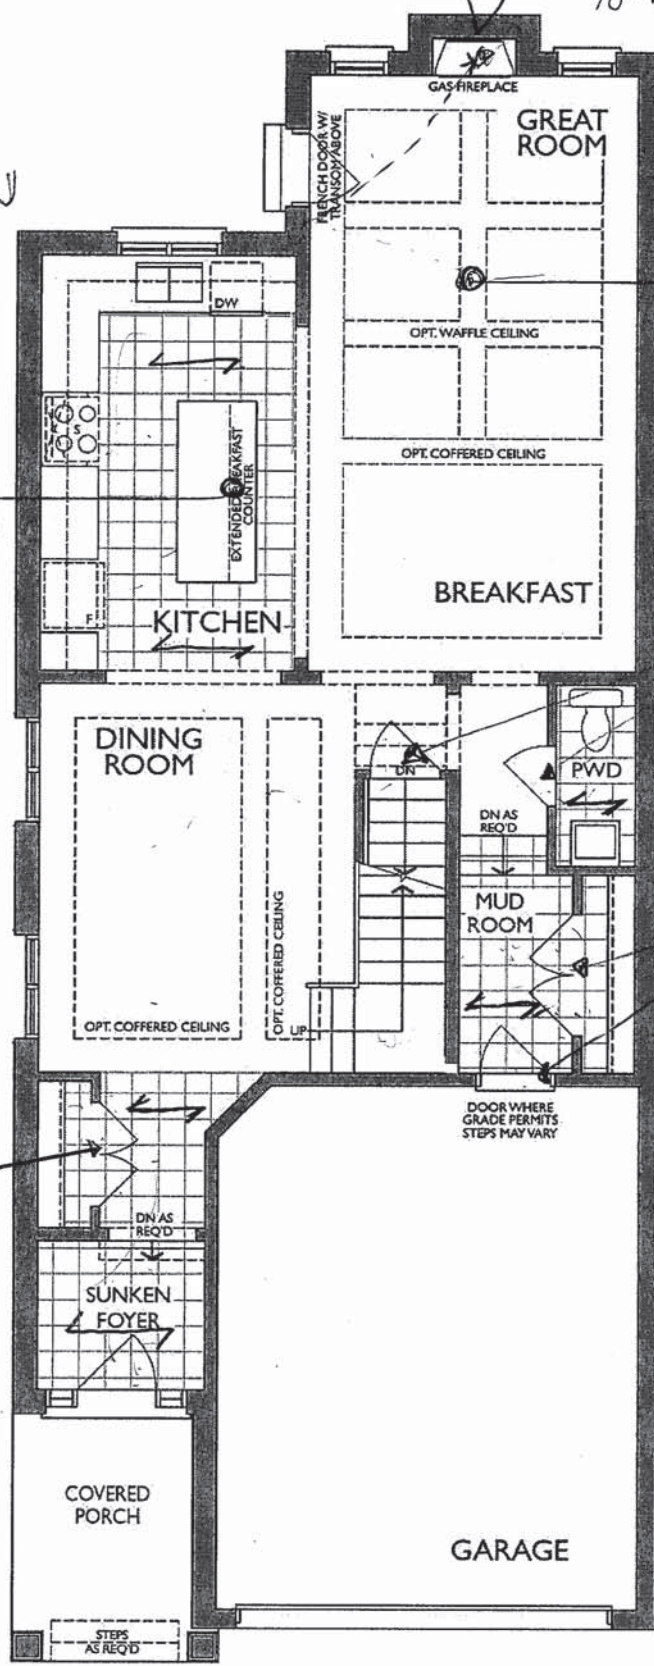 GAS FIREPLACE
GREAT
ROOM
FRENCH DOOR W/
TRANSOM ABOVE
DW
OPT. WAFFLE CEILING
S
OPT. COFFERED CEILING
EXTENDED BREAKFAST
COUNTER
BREAKFAST
F
KITCHEN
DINING
ROOM
DN
PWD
DN AS
REQ'D
MUD
ROOM
OPT. COFFERED CEILING
OPT. COFFERED CEILING
UP
DOOR WHERE
GRADE PERMITS
STEPS MAY VARY
DN AS
REQ'D
SUNKEN
FOYER
COVERED
PORCH
GARAGE
STEPS
AS REQ'D